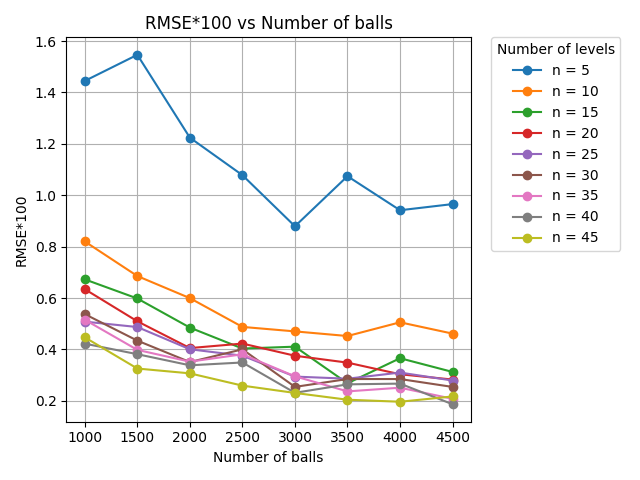 RMSE*100 vs Number of balls
RMSE*100
1.6
1.4
1.2
1.0
0.8
0.6
0.4
0.2
1000 1500 2000 2500 3000 3500 4000 4500
Number of balls
Number of levels
n = 5
n = 10
n = 15
n = 20
n = 25
n = 30
n = 35
n = 40
n = 45